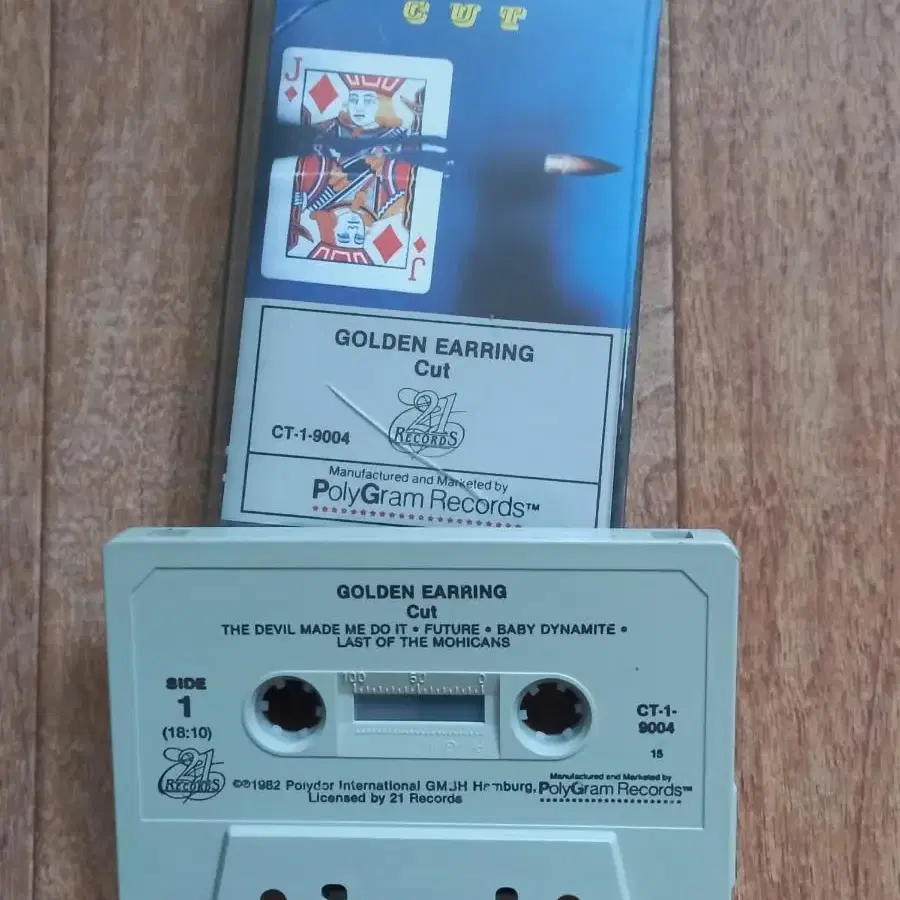 CUT
J
J
GOLDEN EARRING
Cut
21
RECORDS
CT-1-9004
Manufactured and Marketed by
PolyGram Records™
GOLDEN EARRING
Cut
THE DEVIL MADE ME DO IT • FUTURE • BABY DYNAMITE •
LAST OF THE MOHICANS
100 50 0
SIDE
1
(18:10)
CT-1-
9004
15
21
RECORDS
©℗1982 Polydor International GMBH Hamburg,
Licensed by 21 Records
Manufactured and Marketed by
PolyGram Records™